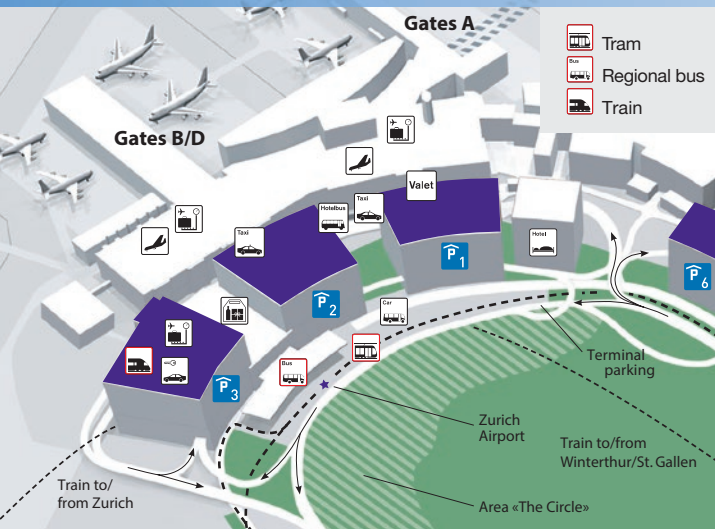 Gates A
Tram
Bus
Regional bus
Train
Gates B/D
Valet
Taxi
Hotelbus
Taxi
Hotel
P1
P6
P2
Car
Bus
P3
Terminal
parking
Zurich
Airport
Train to/from
Winterthur/St. Gallen
Train to/
from Zurich
Area «The Circle»